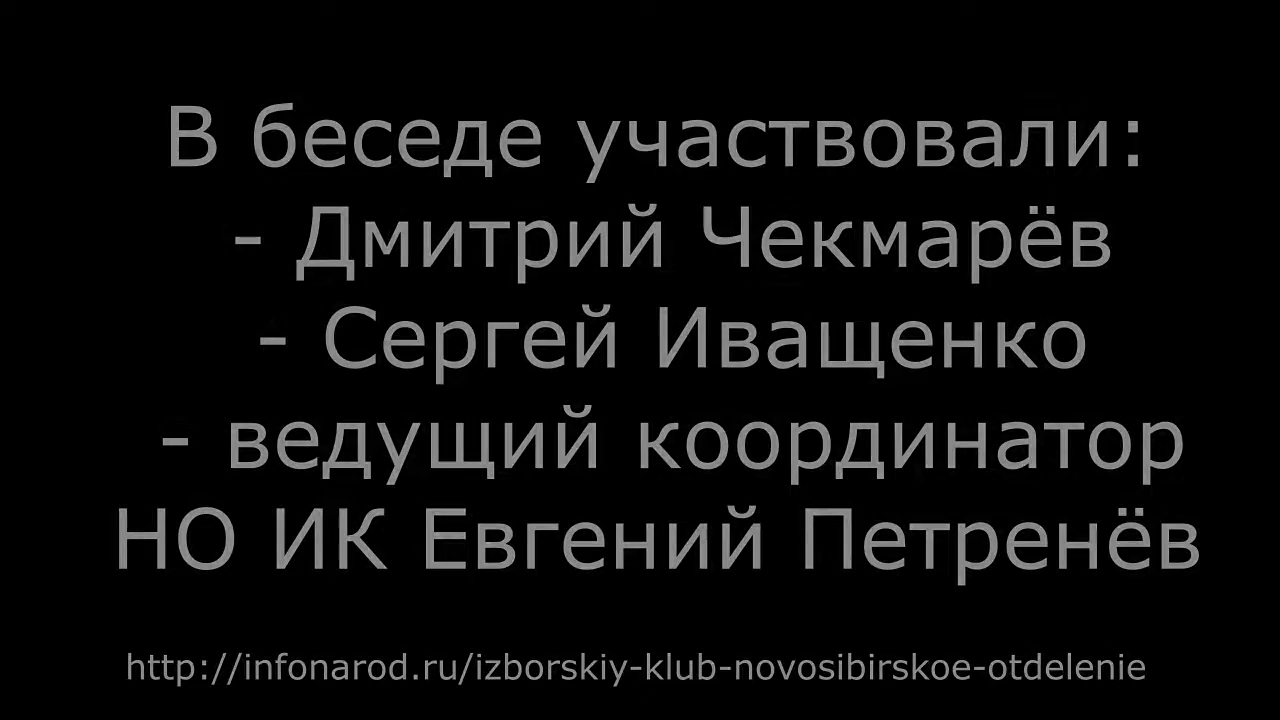 В беседе участвовали:
- Дмитрий Чекмарёв
- Сергей Иващенко
- ведущий координатор
НО ИК Евгений Петренёв
http://infonarod.ru/izborskiy-klub-novosibirskoe-otdelenie